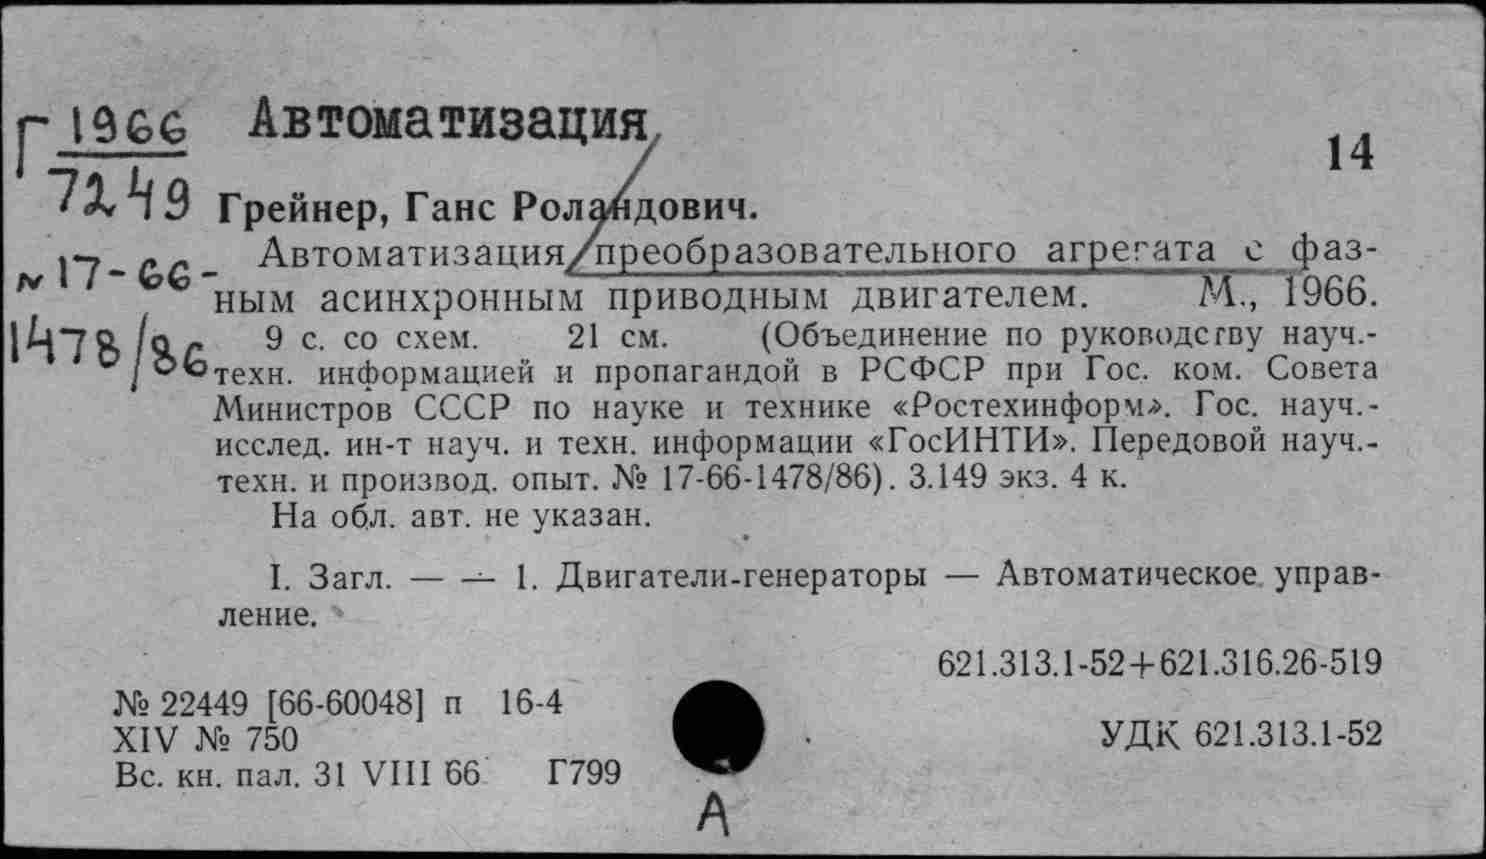 Г 1966 Автоматизация
14
7249 Грейнер, Ганс Роландович.
Автоматизация преобразовательного агрегата с фаз-
№ 17-66-
ным асинхронным приводным двигателем. М., 1966.
1478/86
9 с. со схем. 21 см. (Объединение по руководству науч.-
техн. информацией и пропагандой в РСФСР при Гос. ком. Совета
Министров СССР по науке и технике «Ростехинформ». Гос. науч.-
исслед. ин-т науч. и техн. информации «ГосИНТИ». Передовой науч.-
техн. и производ. опыт. № 17-66-1478/86). 3.149 экз. 4 к.
На обл. авт. не указан.
I. Загл. — — 1. Двигатели-генераторы — Автоматическое управ-
ление.
621.313.1-52+621.316.26-519
№ 22449 [66-60048] п 16-4
XIV № 750
УДК 621.313.1-52
Вс. кн. пал. 31 VIII 66 Г799
А